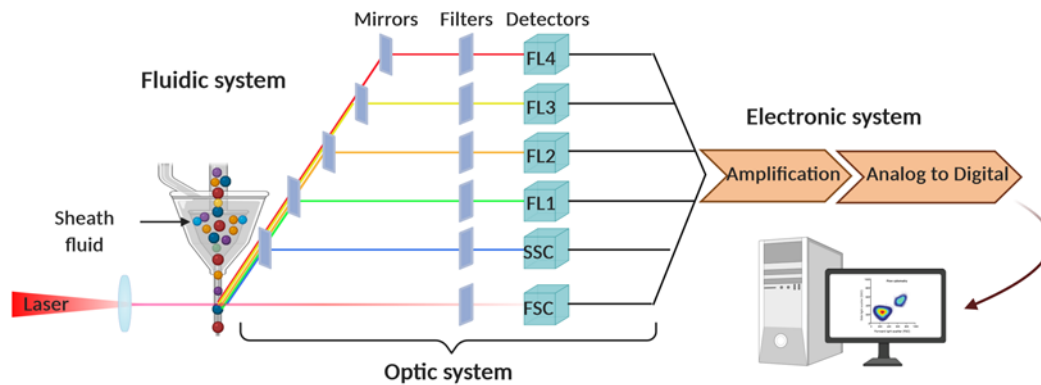 Mirrors Filters Detectors
Fluidic system
FL4
FL3
Electronic system
FL2
Amplification
Analog to Digital
FL1
Sheath
fluid
SSC
Laser
FSC
Optic system